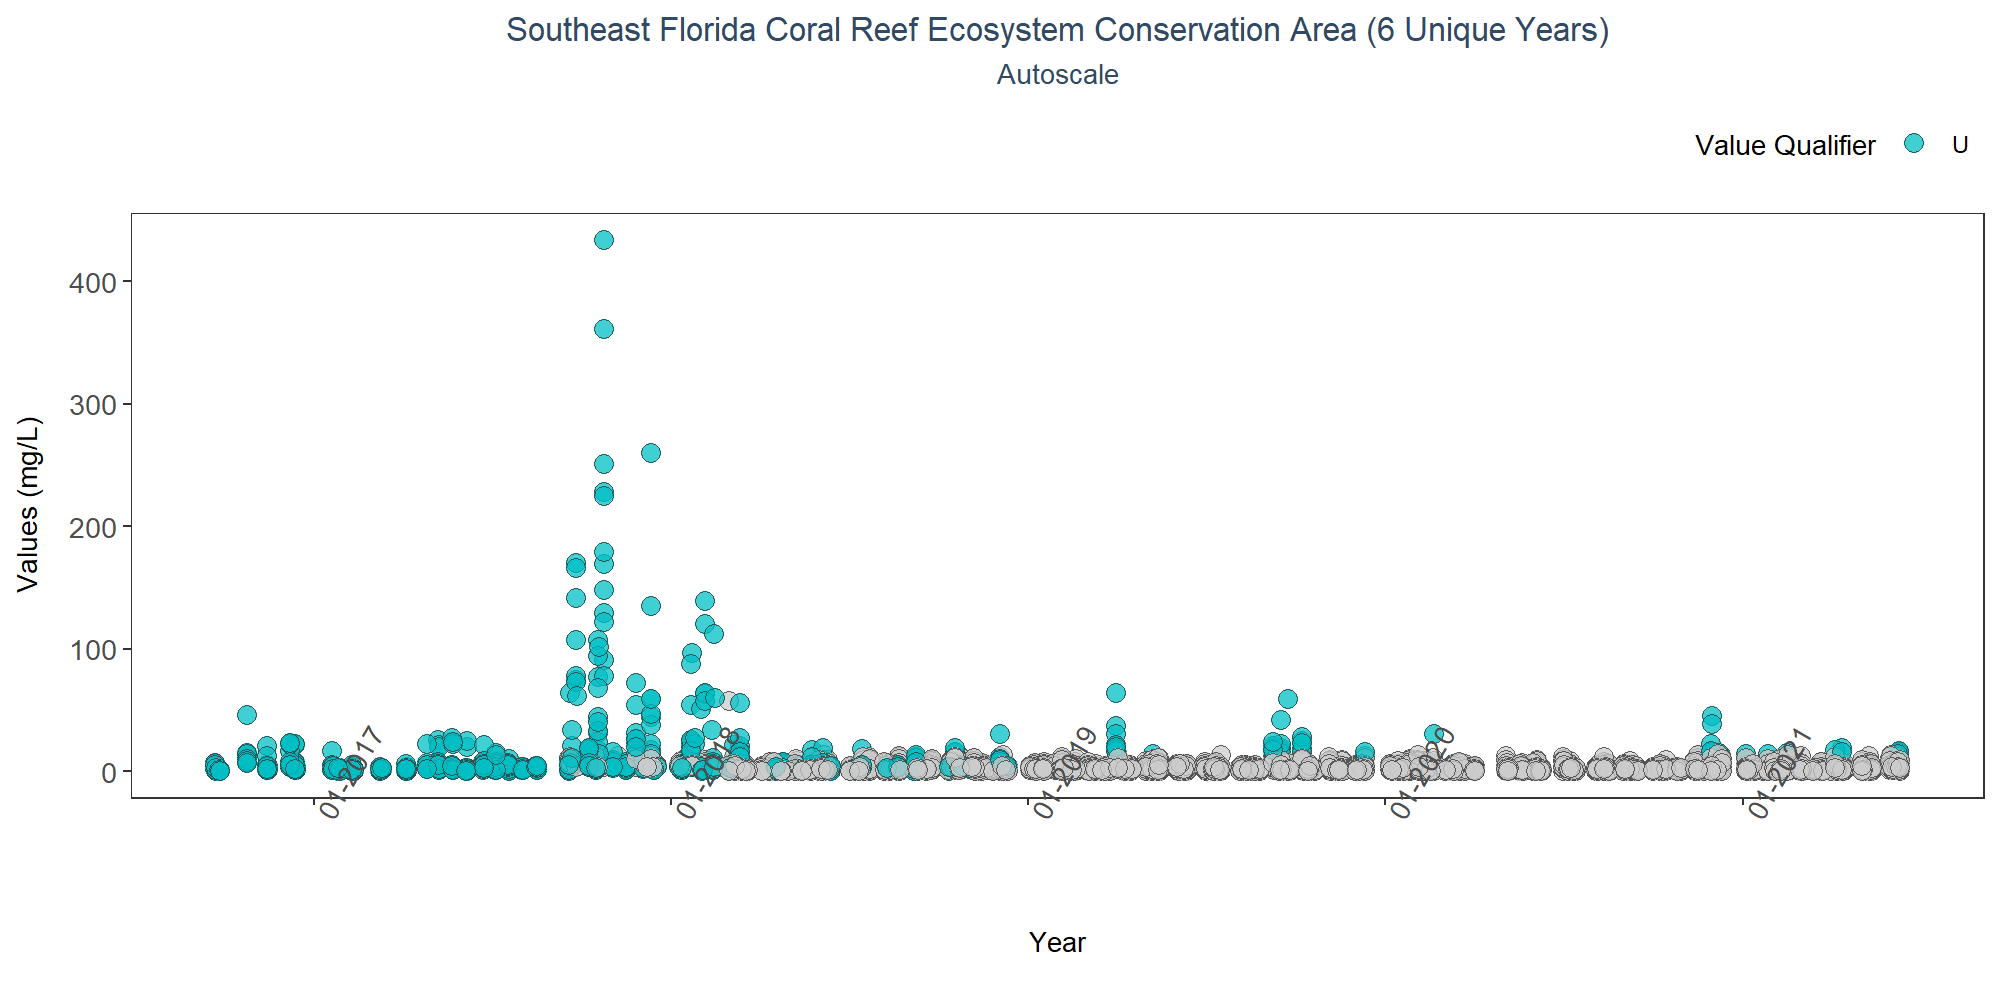 Southeast Florida Coral Reef Ecosystem Conservation Area (6 Unique Years)
Autoscale
Value Qualifier U
Values (mg/L)
400
300
200
100
0
01-2017
01-2018
01-2019
01-2020
01-2021
Year